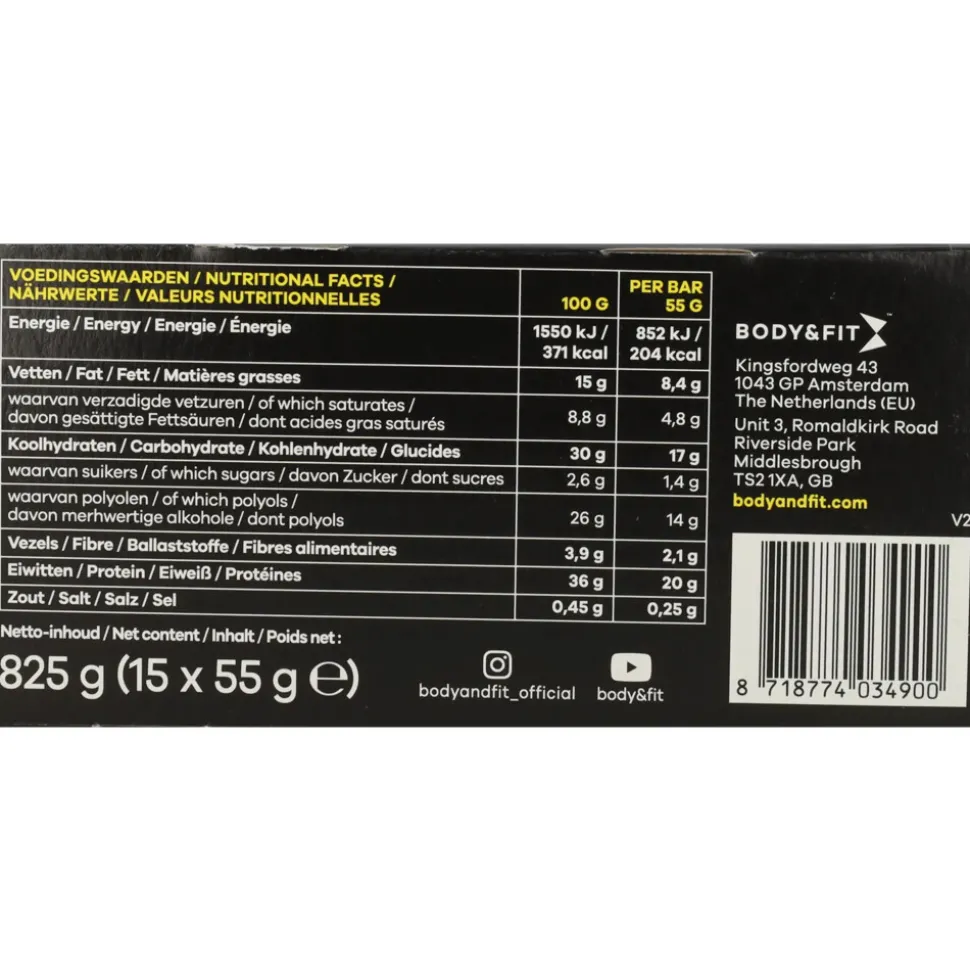 VOEDINGSWAARDEN / NUTRITIONAL FACTS /
NÄHRWERTE / VALEURS NUTRITIONNELLES
100 G
PER BAR
55 G
Energie / Energy / Energie / Énergie
1550 kJ /
371 kcal
852 kJ /
204 kcal
Vetten / Fat / Fett / Matières grasses
15 g
8,4 g
waarvan verzadigde vetzuren / of which saturates /
davon gesättigte Fettsäuren / dont acides gras saturés
8,8 g
4,8 g
Koolhydraten / Carbohydrate / Kohlenhydrate / Glucides
30 g
17 g
waarvan suikers / of which sugars / davon Zucker / dont sucres
2,6 g
1,4 g
waarvan polyolen / of which polyols /
davon merhwertige alkohole / dont polyols
26 g
14 g
Vezels / Fibre / Ballaststoffe / Fibres alimentaires
3,9 g
2,1 g
Eiwitten / Protein / Eiweiß / Protéines
36 g
20 g
Zout / Salt / Salz / Sel
0,45 g
0,25 g
Netto-inhoud / Net content / Inhalt / Poids net :
825 g (15 x 55 g ℮)
bodyandfit_official
body&fit
BODY&FIT™
Kingsfordweg 43
1043 GP Amsterdam
The Netherlands (EU)
Unit 3, Romaldkirk Road
Riverside Park
Middlesbrough
TS2 1XA, GB
bodyandfit.com
V2
8 718774 034900